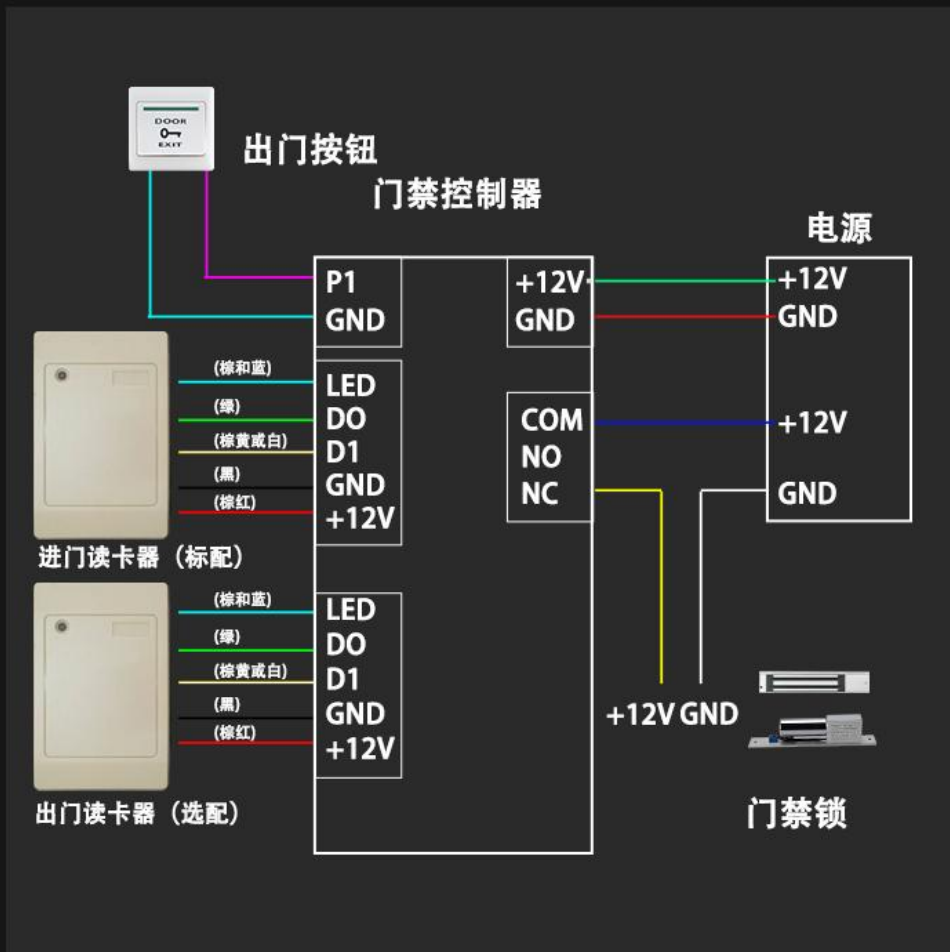 DOOR
EXIT
出门按钮
门禁控制器
电源
P1
GND
+12V
GND
+12V
GND
(棕和蓝)
(绿)
(棕黄或白)
(黑)
(棕红)
LED
DO
D1
GND
+12V
COM
NO
NC
+12V
GND
进门读卡器（标配）
(棕和蓝)
(绿)
(棕黄或白)
(黑)
(棕红)
LED
DO
D1
GND
+12V
+12V GND
出门读卡器（选配）
门禁锁